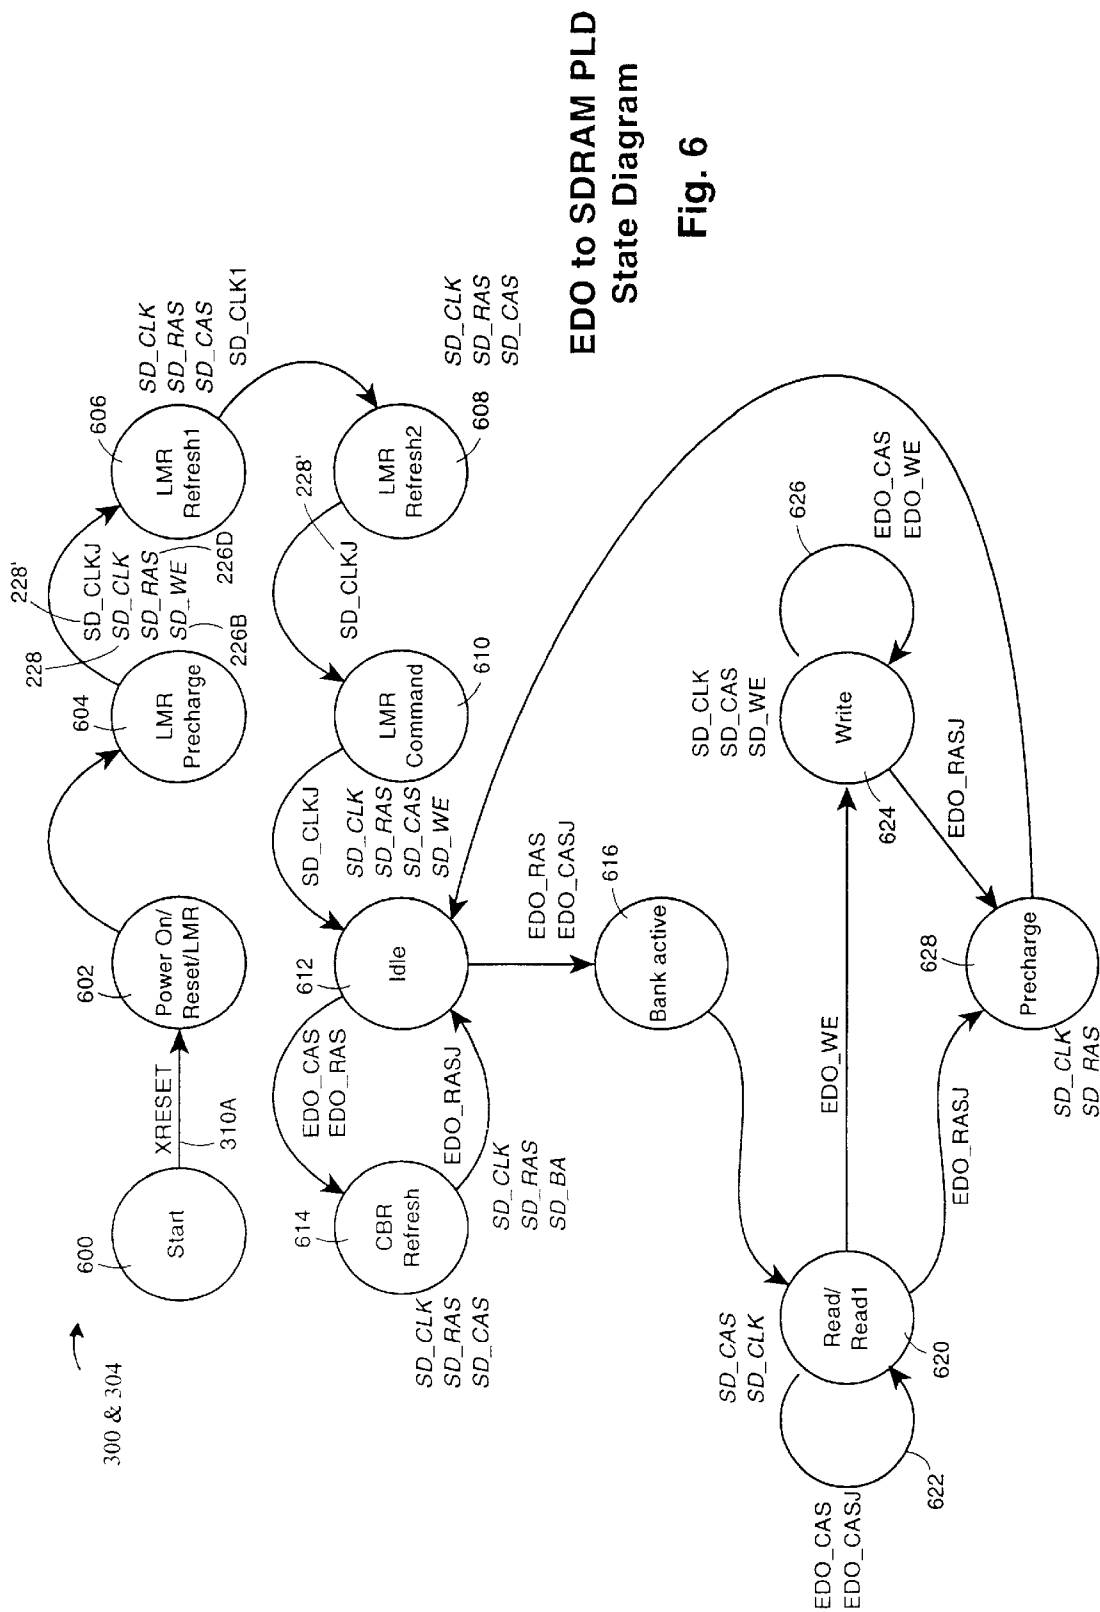 300 & 304
600
Start
XRESET
310A
602
Power On/
Reset/LMR
604
LMR
Precharge
228
228'
SD_CLKJ
SD_CLK
SD_RAS
SD_WE
226B
226D
606
LMR
Refresh1
SD_CLK
SD_RAS
SD_CAS
SD_CLK1
608
LMR
Refresh2
SD_CLK
SD_RAS
SD_CAS
228'
SD_CLKJ
610
LMR
Command
SD_CLKJ
SD_CLK
SD_RAS
SD_CAS
SD_WE
612
Idle
EDO_CAS
EDO_RAS
614
CBR
Refresh
SD_CLK
SD_RAS
SD_CAS
EDO_RASJ
SD_CLK
SD_RAS
SD_BA
EDO_RAS
EDO_CASJ
616
Bank active
SD_CAS
SD_CLK
Read/
Read1
620
622
EDO_CAS
EDO_CASJ
EDO_WE
SD_CLK
SD_CAS
SD_WE
Write
624
626
EDO_CAS
EDO_WE
EDO_RASJ
EDO_RASJ
628
Precharge
SD_CLK
SD_RAS
EDO to SDRAM PLD
State Diagram
Fig. 6